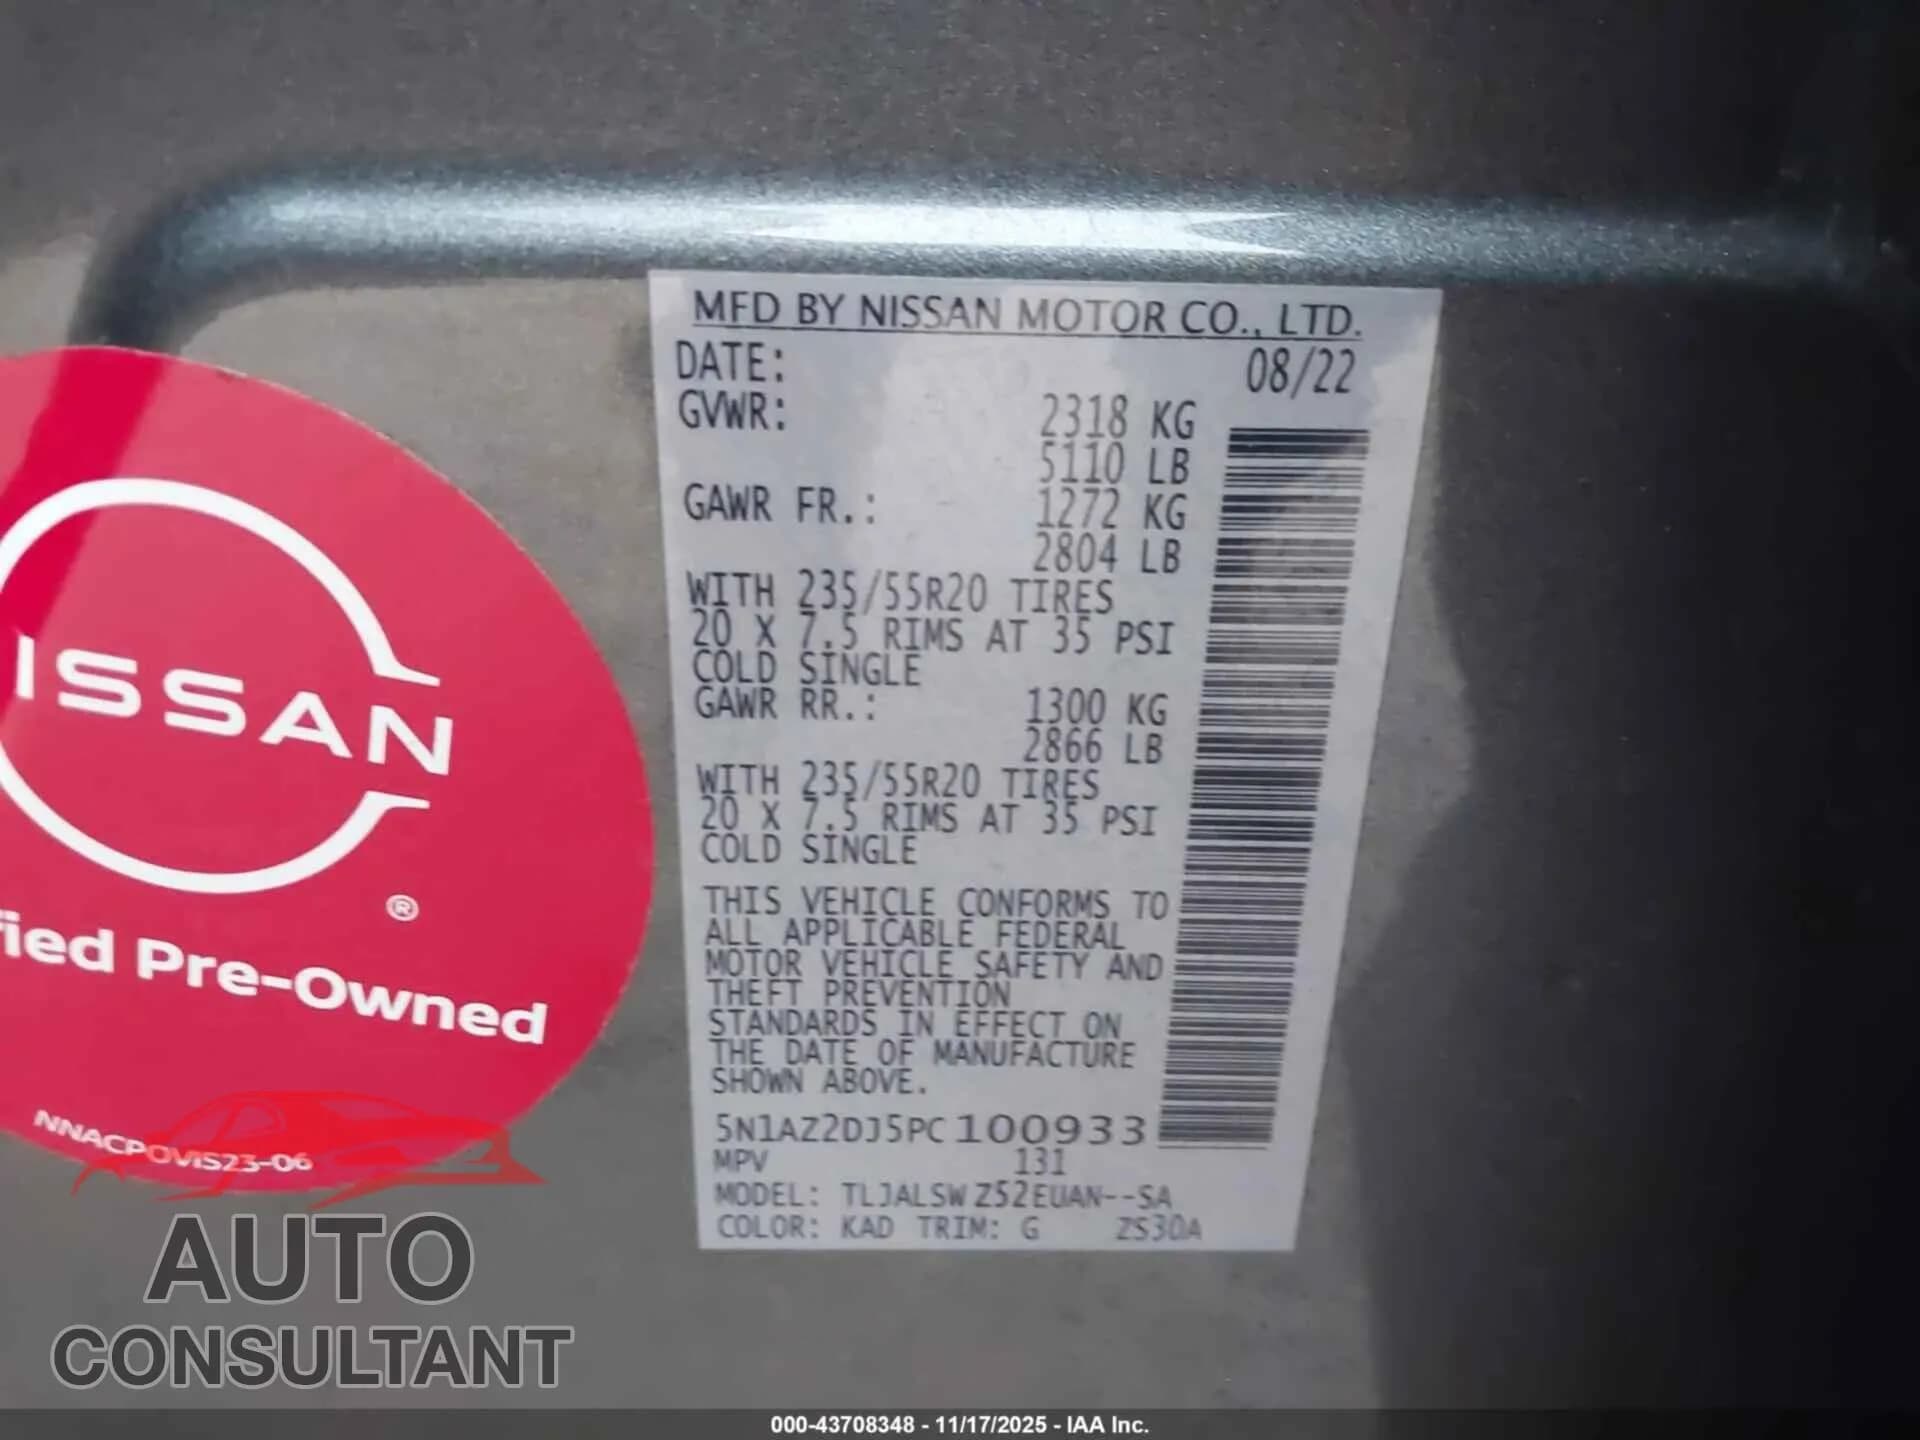 MFD BY NISSAN MOTOR CO., LTD.
DATE: 08/22
GVWR: 2318 KG
5110 LB
GAWR FR.: 1272 KG
2804 LB
WITH 235/55R20 TIRES
20 X 7.5 RIMS AT 35 PSI
COLD SINGLE
GAWR RR.: 1300 KG
2866 LB
WITH 235/55R20 TIRES
20 X 7.5 RIMS AT 35 PSI
COLD SINGLE
THIS VEHICLE CONFORMS TO
ALL APPLICABLE FEDERAL
MOTOR VEHICLE SAFETY AND
THEFT PREVENTION
STANDARDS IN EFFECT ON
THE DATE OF MANUFACTURE
SHOWN ABOVE.
5N1AZ2DJ5PC100933
MPV 131
MODEL: TLJALSWZ52EUAN--SA
COLOR: KAD TRIM: G ZS30A
ISSAN
®
fied Pre-Owned
NNACPOVIS23-06
AUTO
CONSULTANT
000-43708348 - 11/17/2025 - IAA Inc.